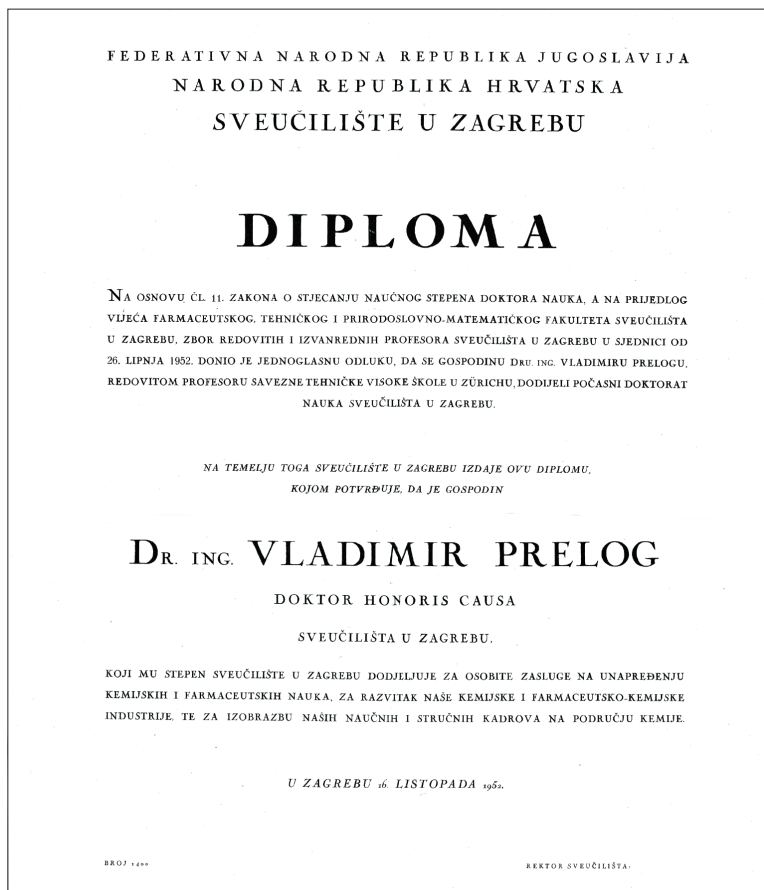 FEDERATIVNA NARODNA REPUBLIKA JUGOSLAVIJA
NARODNA REPUBLIKA HRVATSKA
SVEUČILIŠTE U ZAGREBU
DIPLOMA
NA OSNOVU ČL. 11. ZAKONA O STJECANJU NAUČNOG STEPENA DOKTORA NAUKA, A NA PRIJEDLOG
VIJEĆA FARMACEUTSKOG, TEHNIČKOG I PRIRODOSLOVNO-MATEMATIČKOG FAKULTETA SVEUČILIŠTA
U ZAGREBU, ZBOR REDOVITIH I IZVANREDNIH PROFESORA SVEUČILIŠTA U ZAGREBU U SJEDNICI OD
26. LIPNJA 1952. DONIO JE JEDNOGLASNU ODLUKU, DA SE GOSPODINU DRU. ING. VLADIMIRU PRELOGU,
REDOVITOM PROFESORU SAVEZNE TEHNIČKE VISOKE ŠKOLE U ZÜRICHU, DODIJELI POČASNI DOKTORAT
NAUKA SVEUČILIŠTA U ZAGREBU.
NA TEMELJU TOGA SVEUČILIŠTE U ZAGREBU IZDAJE OVU DIPLOMU,
KOJOM POTVRĐUJE, DA JE GOSPODIN
DR. ING. VLADIMIR PRELOG
DOKTOR HONORIS CAUSA
SVEUČILIŠTA U ZAGREBU,
KOJI MU STEPEN SVEUČILIŠTE U ZAGREBU DODJELJUJE ZA OSOBITE ZASLUGE NA UNAPREĐENJU
KEMIJSKIH I FARMACEUTSKIH NAUKA, ZA RAZVITAK NAŠE KEMIJSKE I FARMACEUTSKO-KEMIJSKE
INDUSTRIJE, TE ZA IZOBRAZBU NAŠIH NAUČNIH I STRUČNIH KADROVA NA PODRUČJU KEMIJE.
U ZAGREBU 16. LISTOPADA 1952.
BROJ
REKTOR SVEUČILIŠTA: